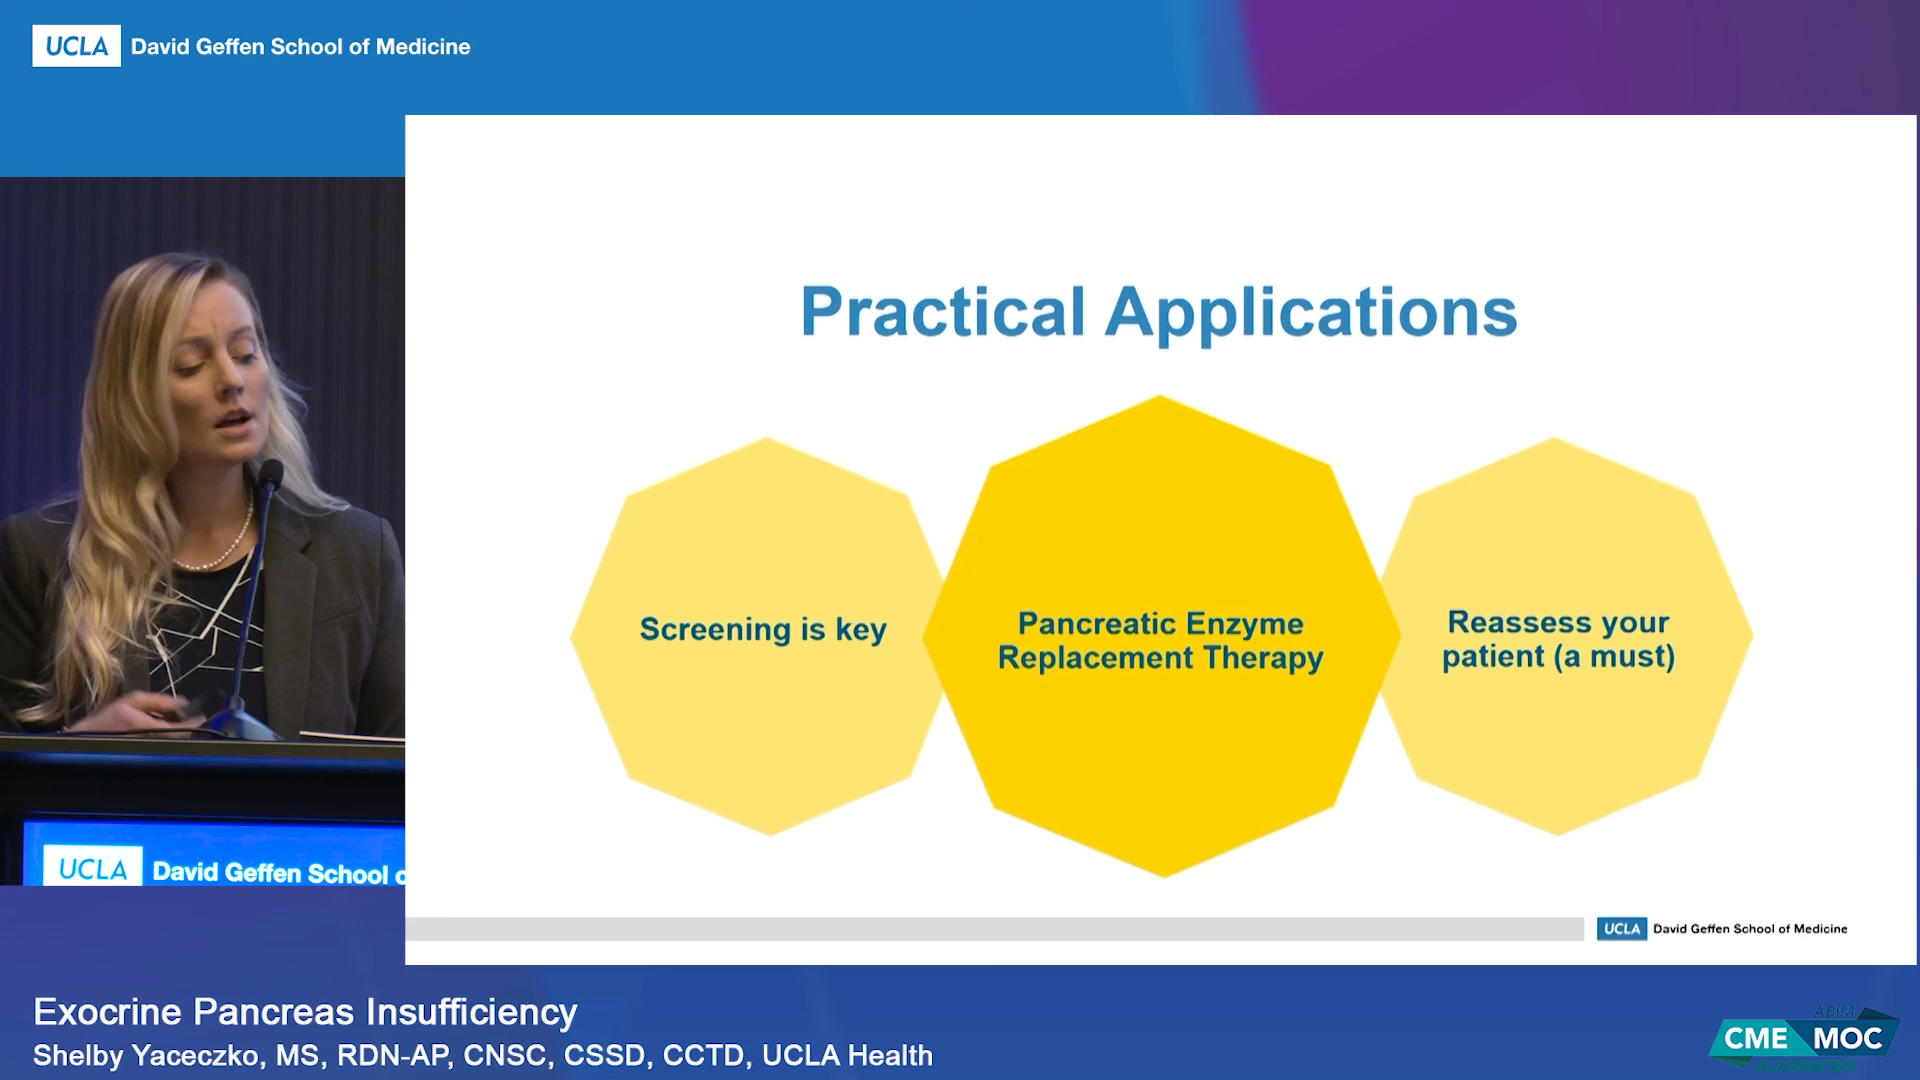 UCLA David Geffen School of Medicine
Practical Applications
Screening is key
Pancreatic Enzyme
Replacement Therapy
Reassess your
patient (a must)
UCLA David Geffen School o
UCLA David Geffen School of Medicine
Exocrine Pancreas Insufficiency
Shelby Yaceczko, MS, RDN-AP, CNSC, CSSD, CCTD, UCLA Health
ABIM
CME MOC
ACCREDITED